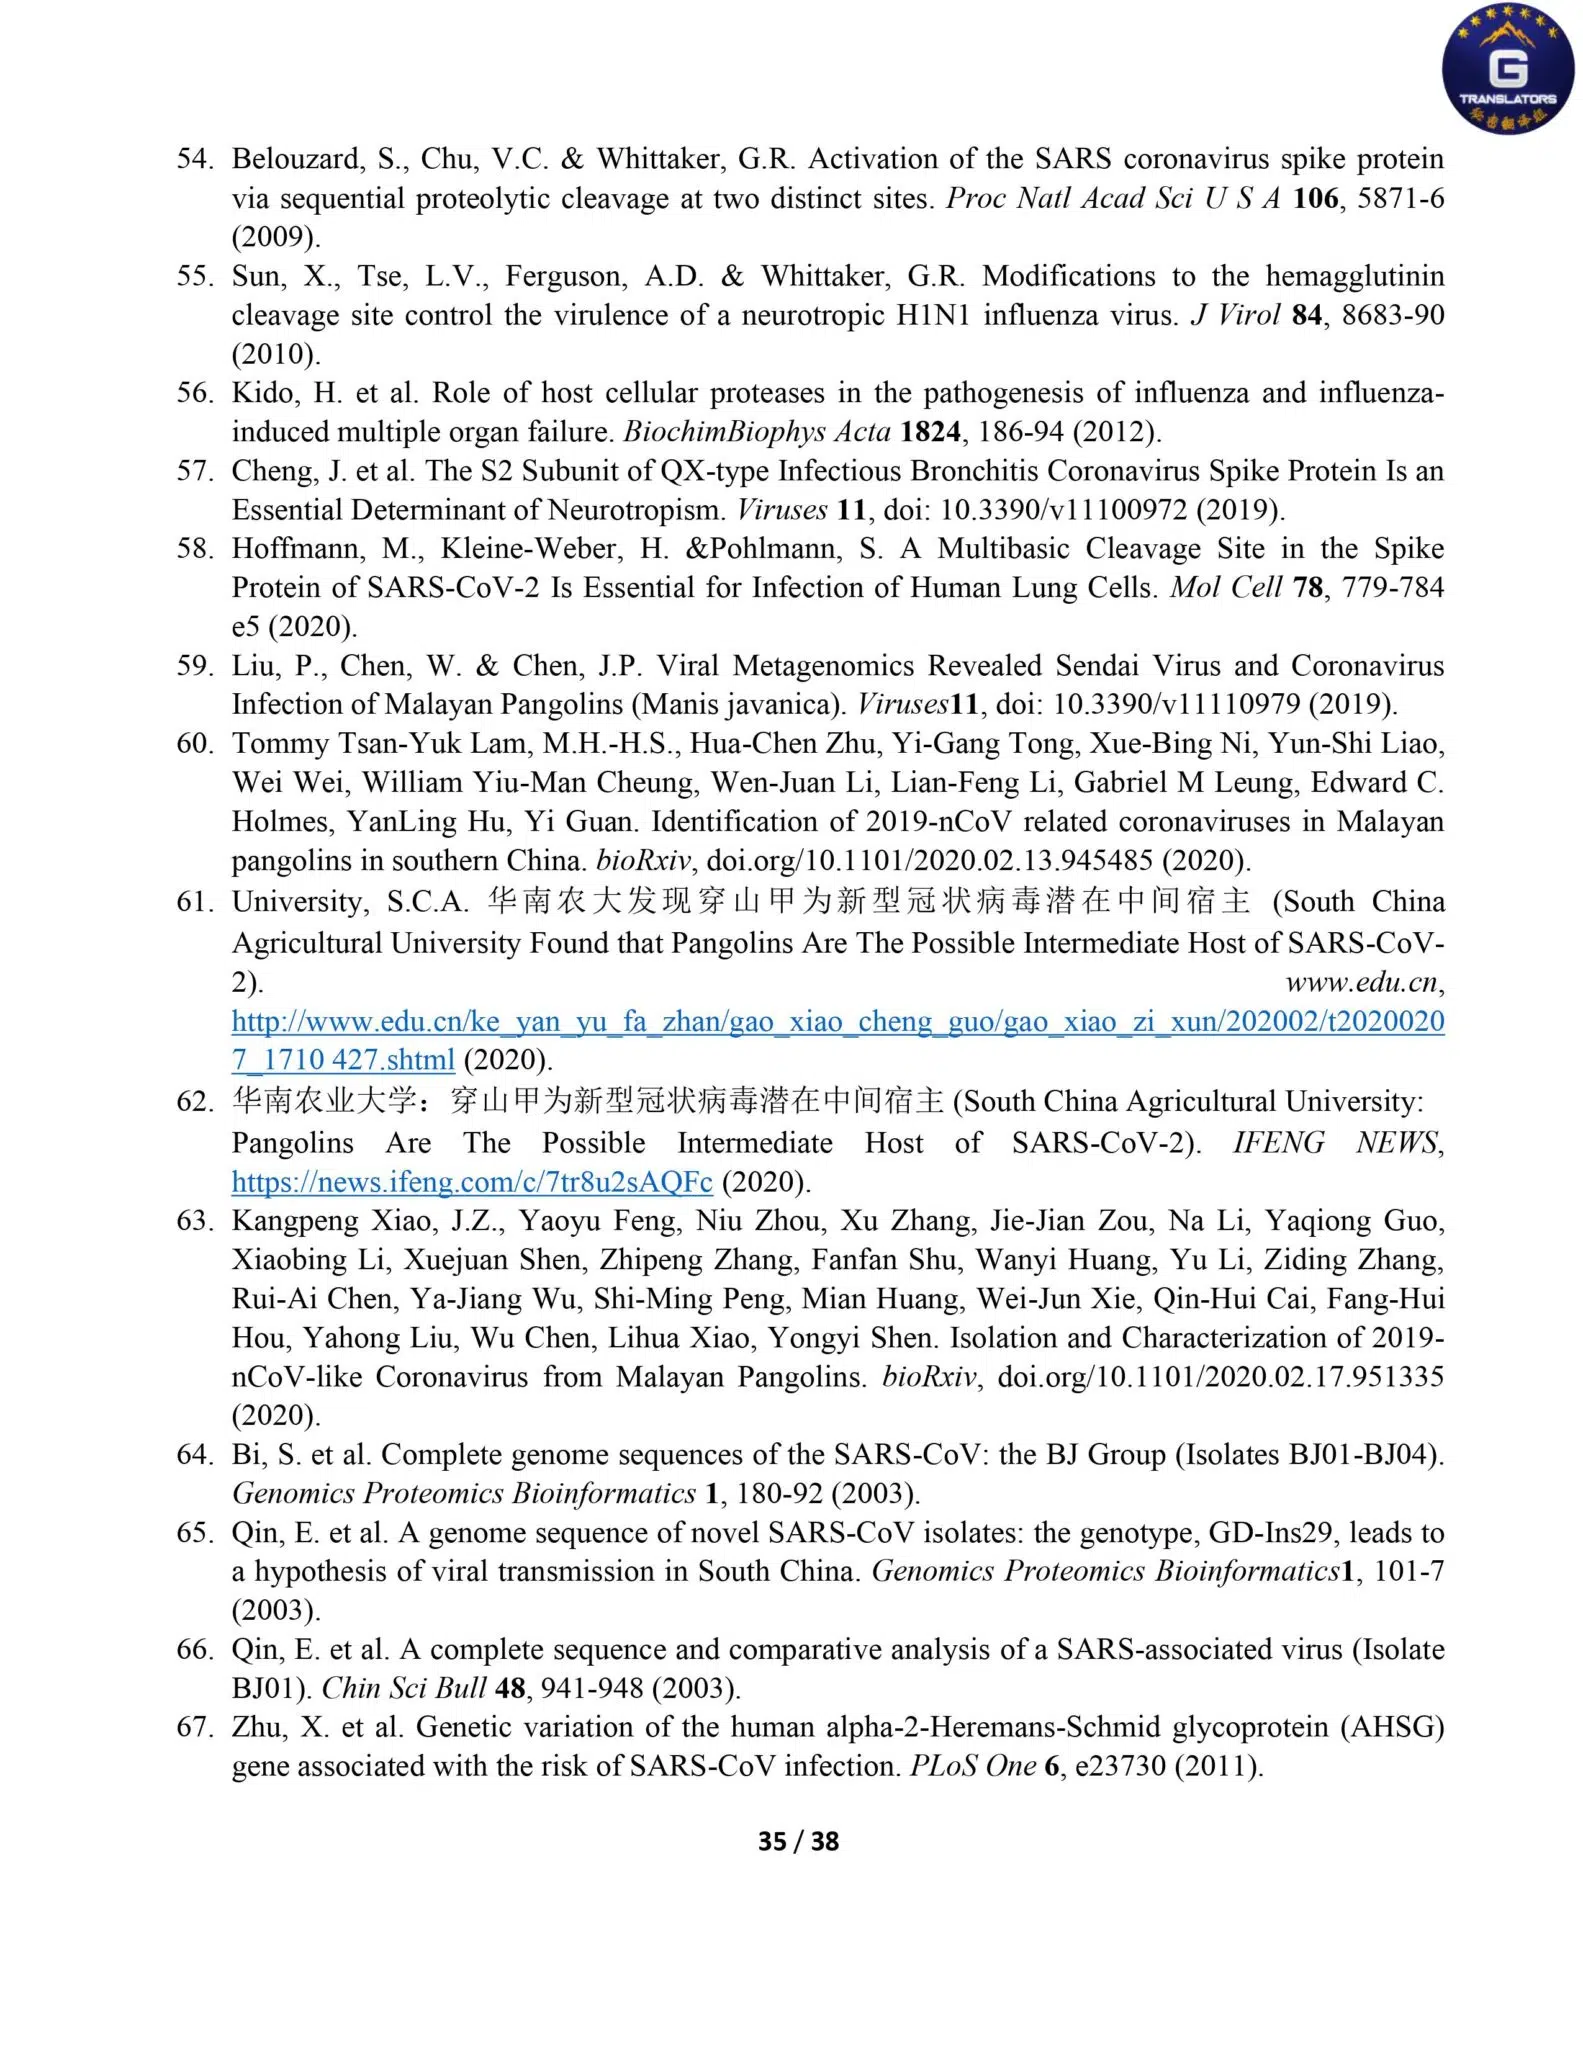 G
TRANSLATORS
54. Belouzard, S., Chu, V.C. & Whittaker, G.R. Activation of the SARS coronavirus spike protein
via sequential proteolytic cleavage at two distinct sites. Proc Natl Acad Sci U S A 106, 5871-6
(2009).
55. Sun, X., Tse, L.V., Ferguson, A.D. & Whittaker, G.R. Modifications to the hemagglutinin
cleavage site control the virulence of a neurotropic H1N1 influenza virus. J Virol 84, 8683-90
(2010).
56. Kido, H. et al. Role of host cellular proteases in the pathogenesis of influenza and influenza-
induced multiple organ failure. BiochimBiophys Acta 1824, 186-94 (2012).
57. Cheng, J. et al. The S2 Subunit of QX-type Infectious Bronchitis Coronavirus Spike Protein Is an
Essential Determinant of Neurotropism. Viruses 11, doi: 10.3390/v11100972 (2019).
58. Hoffmann, M., Kleine-Weber, H. &Pohlmann, S. A Multibasic Cleavage Site in the Spike
Protein of SARS-CoV-2 Is Essential for Infection of Human Lung Cells. Mol Cell 78, 779-784
e5 (2020).
59. Liu, P., Chen, W. & Chen, J.P. Viral Metagenomics Revealed Sendai Virus and Coronavirus
Infection of Malayan Pangolins (Manis javanica). Viruses11, doi: 10.3390/v11110979 (2019).
60. Tommy Tsan-Yuk Lam, M.H.-H.S., Hua-Chen Zhu, Yi-Gang Tong, Xue-Bing Ni, Yun-Shi Liao,
Wei Wei, William Yiu-Man Cheung, Wen-Juan Li, Lian-Feng Li, Gabriel M Leung, Edward C.
Holmes, YanLing Hu, Yi Guan. Identification of 2019-nCoV related coronaviruses in Malayan
pangolins in southern China. bioRxiv, doi.org/10.1101/2020.02.13.945485 (2020).
61. University, S.C.A. 华南农大发现穿山甲为新型冠状病毒潜在中间宿主 (South China
Agricultural University Found that Pangolins Are The Possible Intermediate Host of SARS-CoV-
2). www.edu.cn,
http://www.edu.cn/ke_yan_yu_fa_zhan/gao_xiao_cheng_guo/gao_xiao_zi_xun/202002/t2020020
7_1710 427.shtml (2020).
62. 华南农业大学：穿山甲为新型冠状病毒潜在中间宿主 (South China Agricultural University:
Pangolins Are The Possible Intermediate Host of SARS-CoV-2). IFENG NEWS,
https://news.ifeng.com/c/7tr8u2sAQFc (2020).
63. Kangpeng Xiao, J.Z., Yaoyu Feng, Niu Zhou, Xu Zhang, Jie-Jian Zou, Na Li, Yaqiong Guo,
Xiaobing Li, Xuejuan Shen, Zhipeng Zhang, Fanfan Shu, Wanyi Huang, Yu Li, Ziding Zhang,
Rui-Ai Chen, Ya-Jiang Wu, Shi-Ming Peng, Mian Huang, Wei-Jun Xie, Qin-Hui Cai, Fang-Hui
Hou, Yahong Liu, Wu Chen, Lihua Xiao, Yongyi Shen. Isolation and Characterization of 2019-
nCoV-like Coronavirus from Malayan Pangolins. bioRxiv, doi.org/10.1101/2020.02.17.951335
(2020).
64. Bi, S. et al. Complete genome sequences of the SARS-CoV: the BJ Group (Isolates BJ01-BJ04).
Genomics Proteomics Bioinformatics 1, 180-92 (2003).
65. Qin, E. et al. A genome sequence of novel SARS-CoV isolates: the genotype, GD-Ins29, leads to
a hypothesis of viral transmission in South China. Genomics Proteomics Bioinformatics1, 101-7
(2003).
66. Qin, E. et al. A complete sequence and comparative analysis of a SARS-associated virus (Isolate
BJ01). Chin Sci Bull 48, 941-948 (2003).
67. Zhu, X. et al. Genetic variation of the human alpha-2-Heremans-Schmid glycoprotein (AHSG)
gene associated with the risk of SARS-CoV infection. PLoS One 6, e23730 (2011).
35 / 38